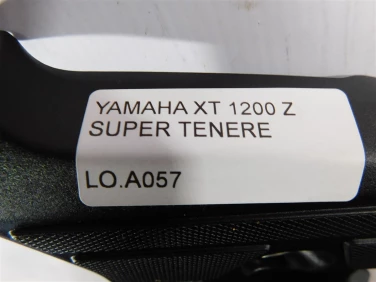 YAMAHA XT 1200 Z
SUPER TENERE
LO.A057